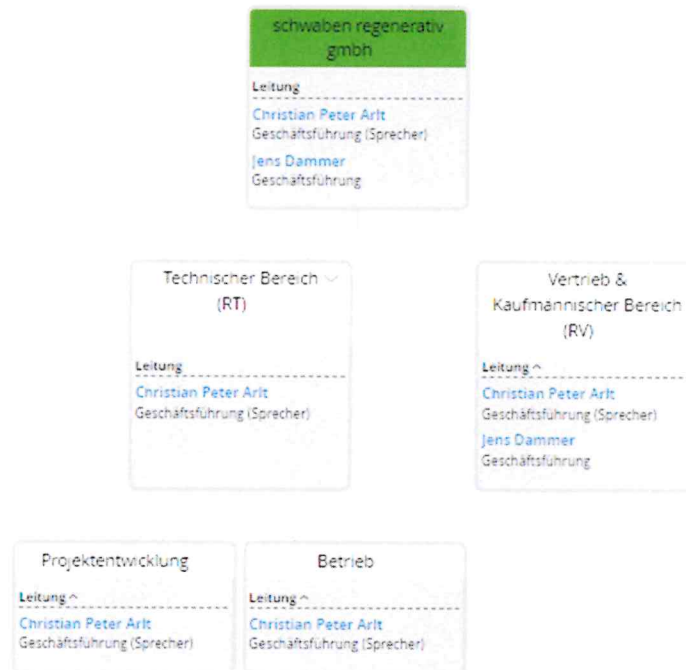 schwaben regenerativ
gmbh
Leitung
Christian Peter Arlt
Geschäftsführung (Sprecher)
Jens Dammer
Geschäftsführung
Technischer Bereich
(RT)
Leitung
Christian Peter Arlt
Geschäftsführung (Sprecher)
Vertrieb &
Kaufmännischer Bereich
(RV)
Leitung
Christian Peter Arlt
Geschäftsführung (Sprecher)
Jens Dammer
Geschäftsführung
Projektentwicklung
Leitung
Christian Peter Arlt
Geschäftsführung (Sprecher)
Betrieb
Leitung
Christian Peter Arlt
Geschäftsführung (Sprecher)